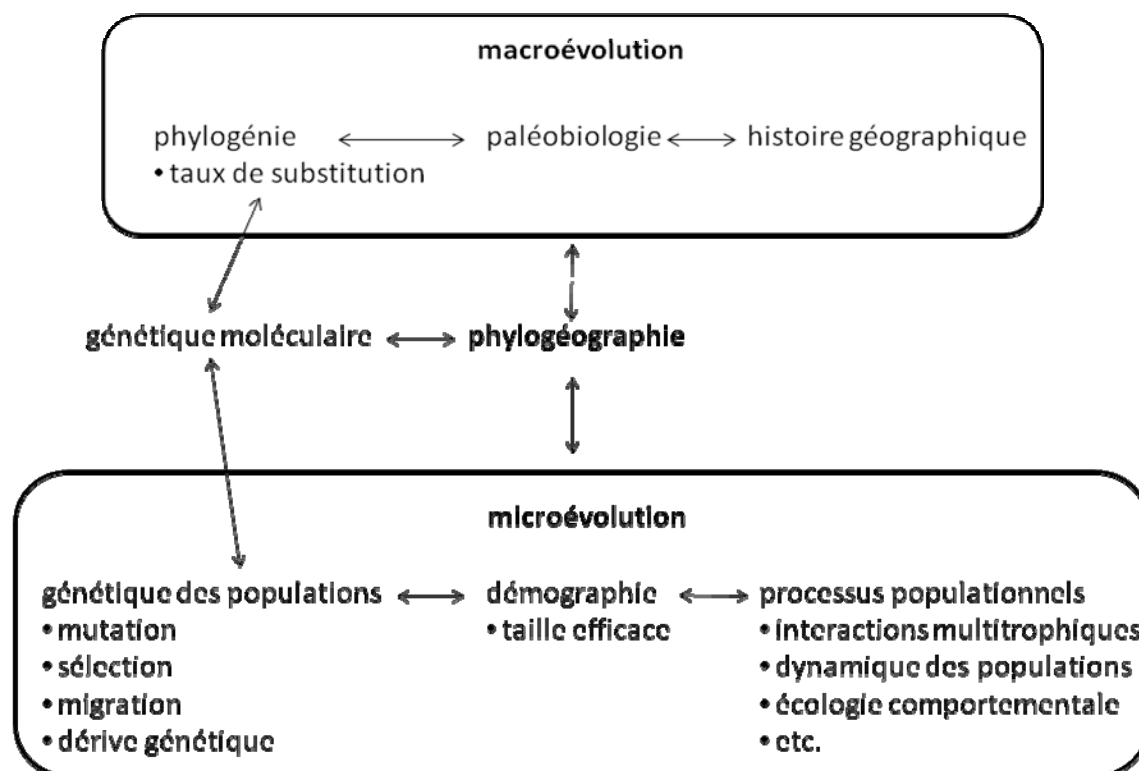 macroévolution
phylogénie paléobiologie histoire géographique
• taux de substitution
génétique moléculaire phylogéographie
microévolution
génétique des populations démographie processus populationnels
• mutation • taille efficace • interactions multitrophiques
• sélection • dynamique des populations
• migration • écologie comportementale
• dérive génétique • etc.